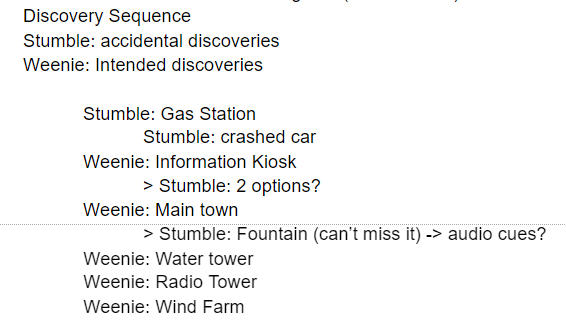 Discovery Sequence
Stumble: accidental discoveries
Weenie: Intended discoveries
Stumble: Gas Station
Stumble: crashed car
Weenie: Information Kiosk
> Stumble: 2 options?
Weenie: Main town
> Stumble: Fountain (can't miss it) -> audio cues?
Weenie: Water tower
Weenie: Radio Tower
Weenie: Wind Farm